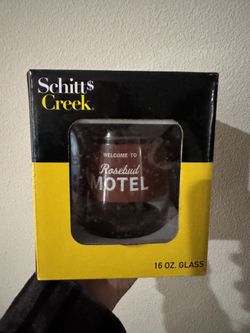 Schitt$
Creek.
WELCOME TO
Rosebud
MOTEL
16 OZ. GLASS